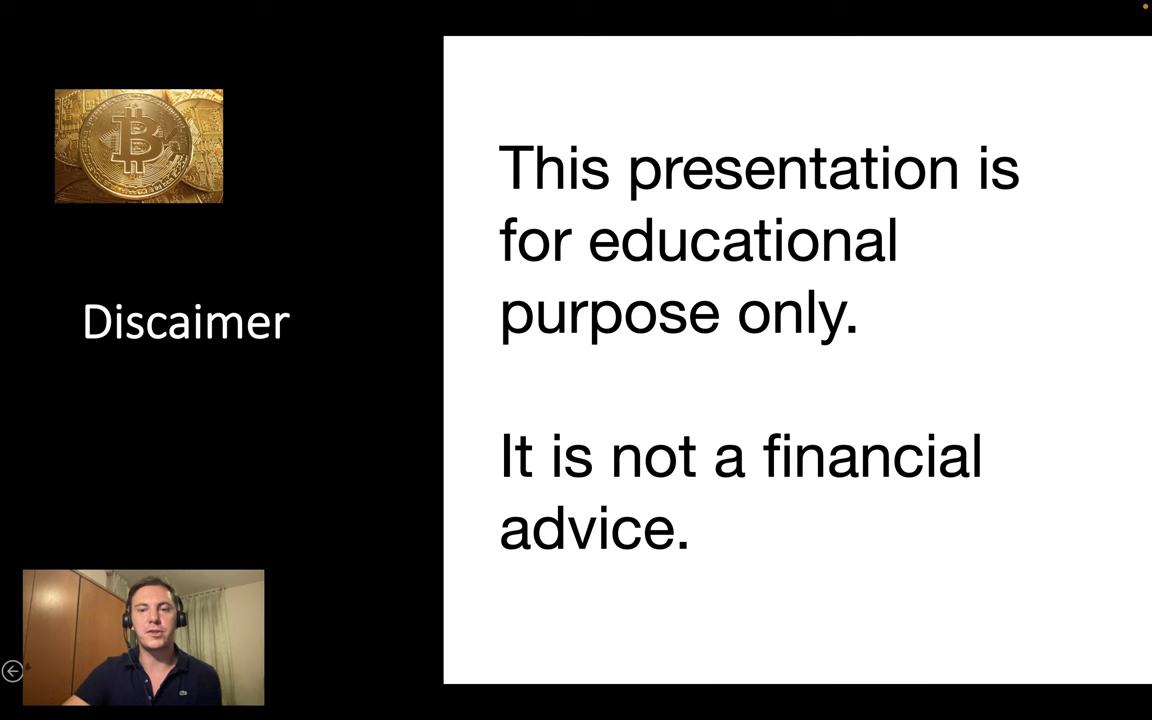 Discaimer
This presentation is
for educational
purpose only.
It is not a financial
advice.